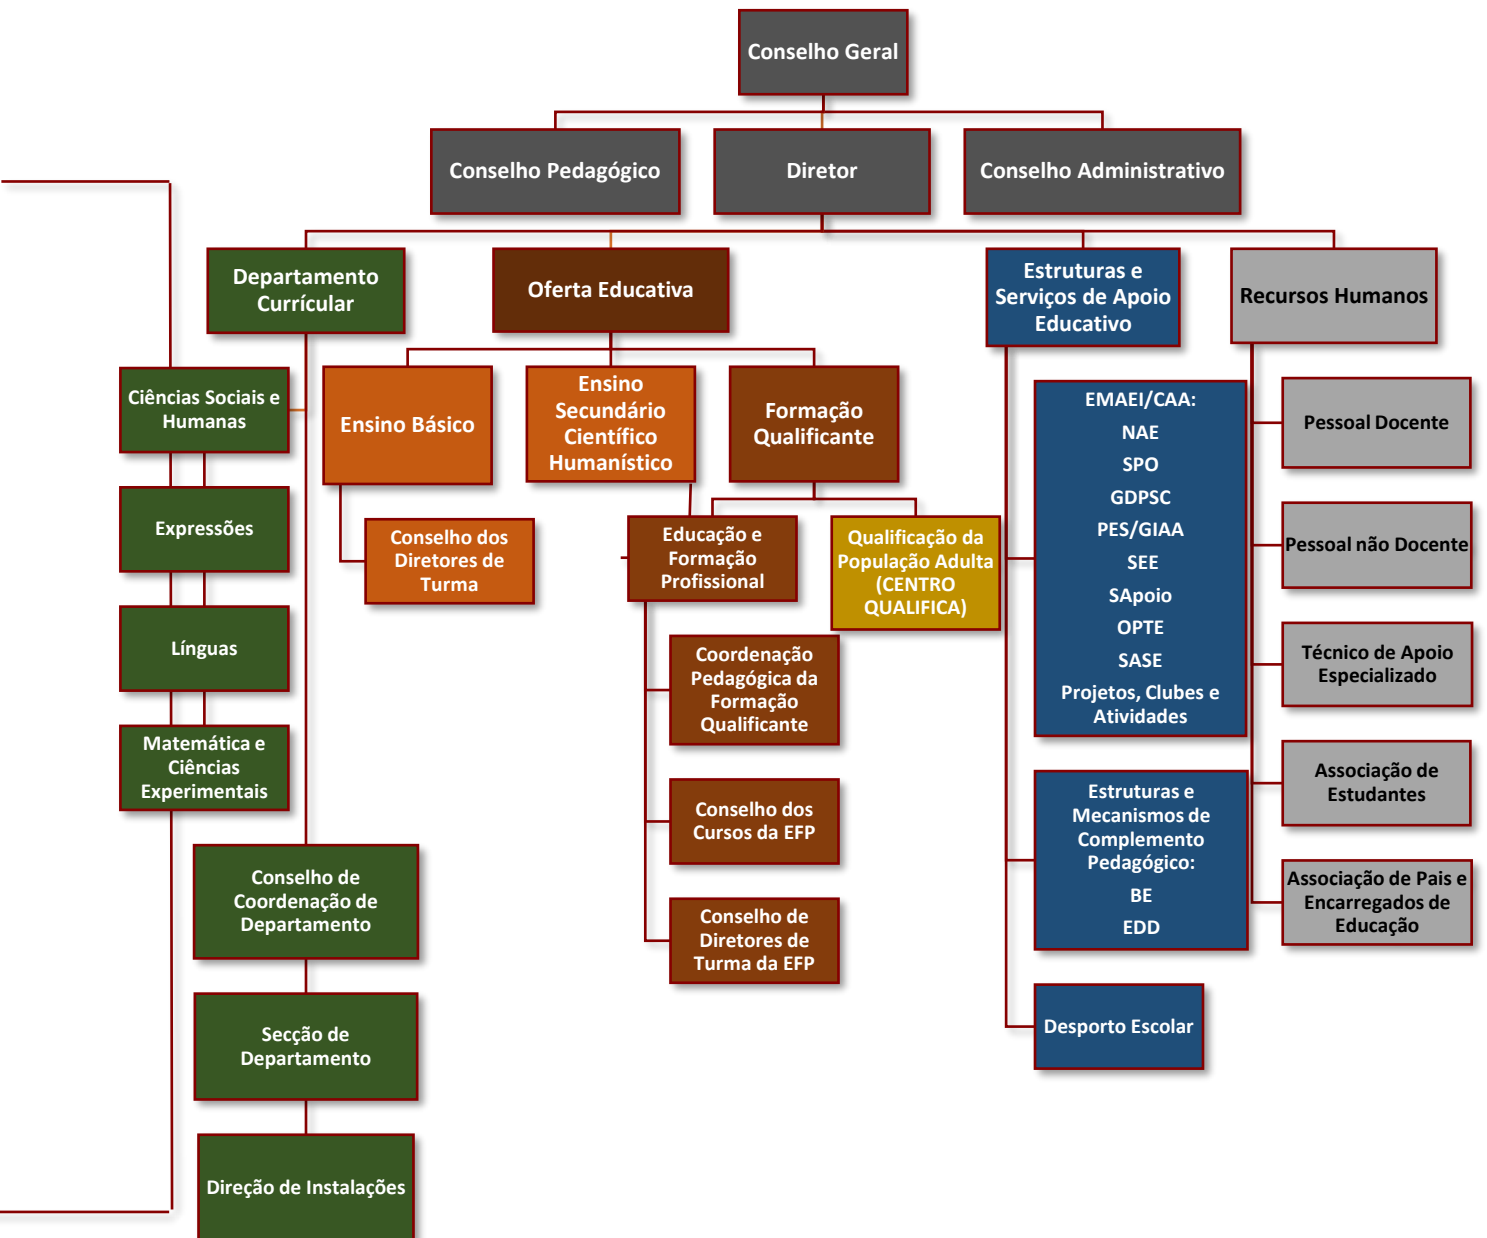 Conselho Geral
Conselho Pedagógico
Diretor
Conselho Administrativo
Departamento
Currícular
Oferta Educativa
Estruturas e
Serviços de Apoio
Educativo
Recursos Humanos
Ciências Sociais e
Humanas
Expressões
Línguas
Matemática e
Ciências
Experimentais
Conselho de
Coordenação de
Departamento
Secção de
Departamento
Direção de Instalações
Ensino Básico
Conselho dos
Diretores de
Turma
Ensino
Secundário
Científico
Humanístico
Formação
Qualificante
Educação e
Formação
Profissional
Qualificação da
População Adulta
(CENTRO
QUALIFICA)
Coordenação
Pedagógica da
Formação
Qualificante
Conselho dos
Cursos da EFP
Conselho de
Diretores de
Turma da EFP
EMAEI/CAA:
NAE
SPO
GDPSC
PES/GIAA
SEE
SApoio
OPTE
SASE
Projetos, Clubes e
Atividades
Estruturas e
Mecanismos de
Complemento
Pedagógico:
BE
EDD
Desporto Escolar
Pessoal Docente
Pessoal não Docente
Técnico de Apoio
Especializado
Associação de
Estudantes
Associação de Pais e
Encarregados de
Educação